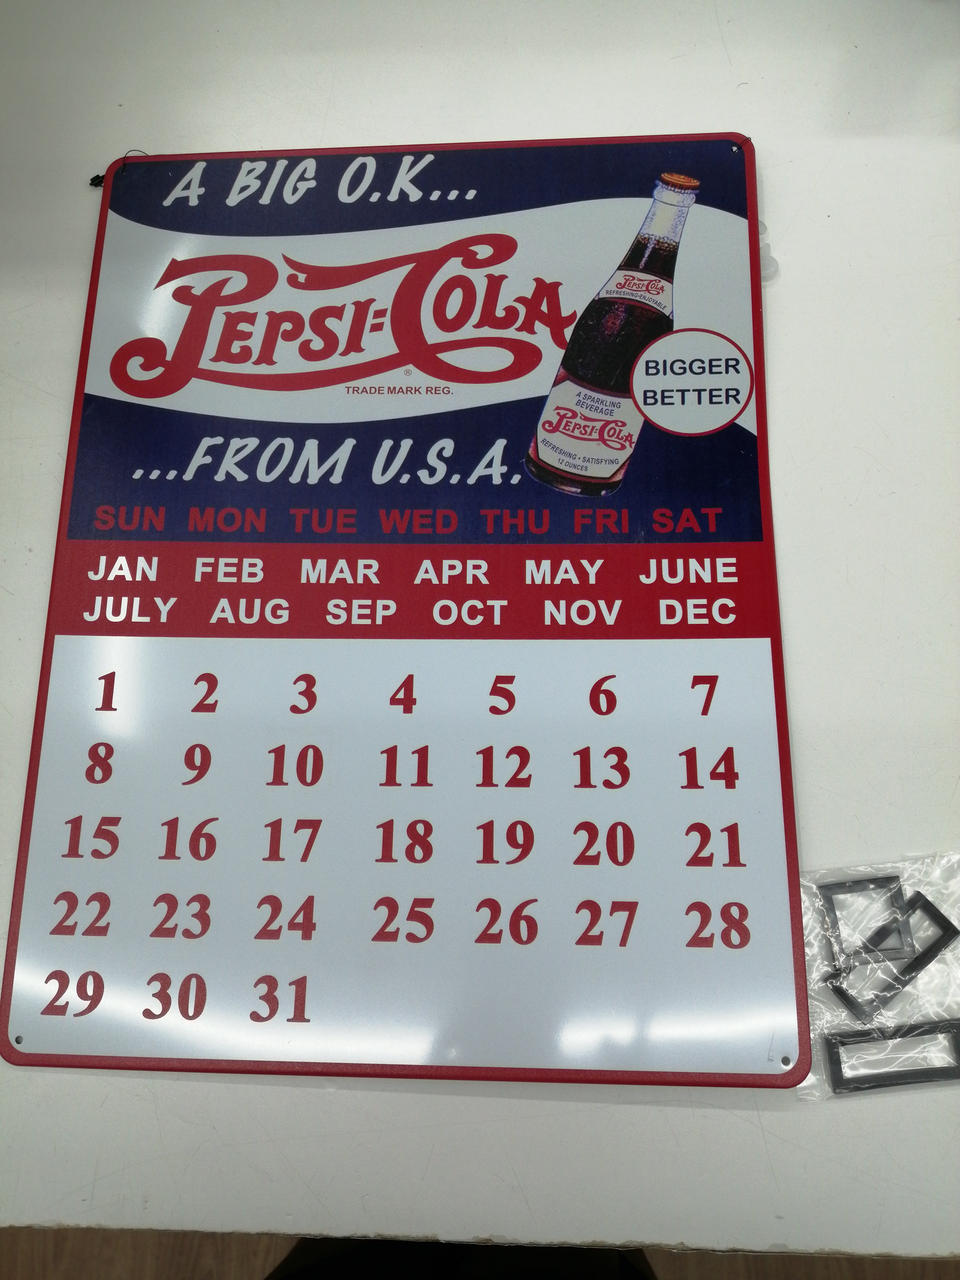 A BIG O.K...
PEPSI=COLA
®
TRADE MARK REG.
PEPSI=COLA
REFRESHING-ENJOYABLE
BIGGER
BETTER
A SPARKLING
BEVERAGE
PEPSI=COLA
REFRESHING • SATISFYING
12 OUNCES
...FROM U.S.A.
SUN MON TUE WED THU FRI SAT
JAN FEB MAR APR MAY JUNE
JULY AUG SEP OCT NOV DEC
1 2 3 4 5 6 7
8 9 10 11 12 13 14
15 16 17 18 19 20 21
22 23 24 25 26 27 28
29 30 31